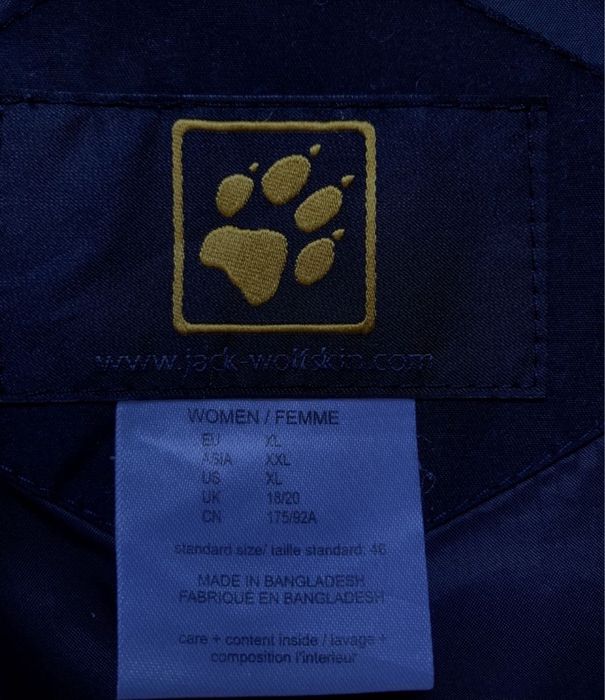 www.jack-wolfskin.com
WOMEN / FEMME
EU XL
ASIA XXL
US XL
UK 18/20
CN 175/92A
standard size/ taille standard: 46
MADE IN BANGLADESH
FABRIQUÉ EN BANGLADESH
care + content inside / lavage +
composition l'interieur